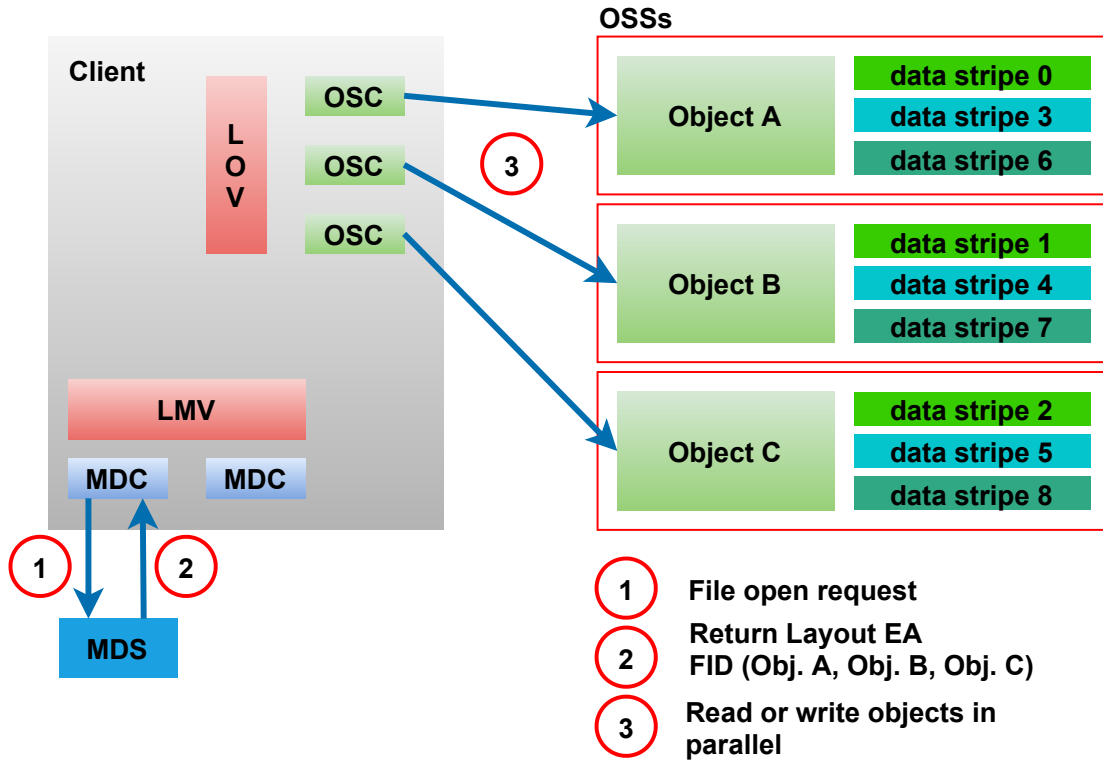 OSSs
Client
L
O
V
OSC
OSC
OSC
3
Object A
data stripe 0
data stripe 3
data stripe 6
Object B
data stripe 1
data stripe 4
data stripe 7
Object C
data stripe 2
data stripe 5
data stripe 8
LMV
MDC
MDC
1
2
MDS
1
File open request
2
Return Layout EA
FID (Obj. A, Obj. B, Obj. C)
3
Read or write objects in
parallel